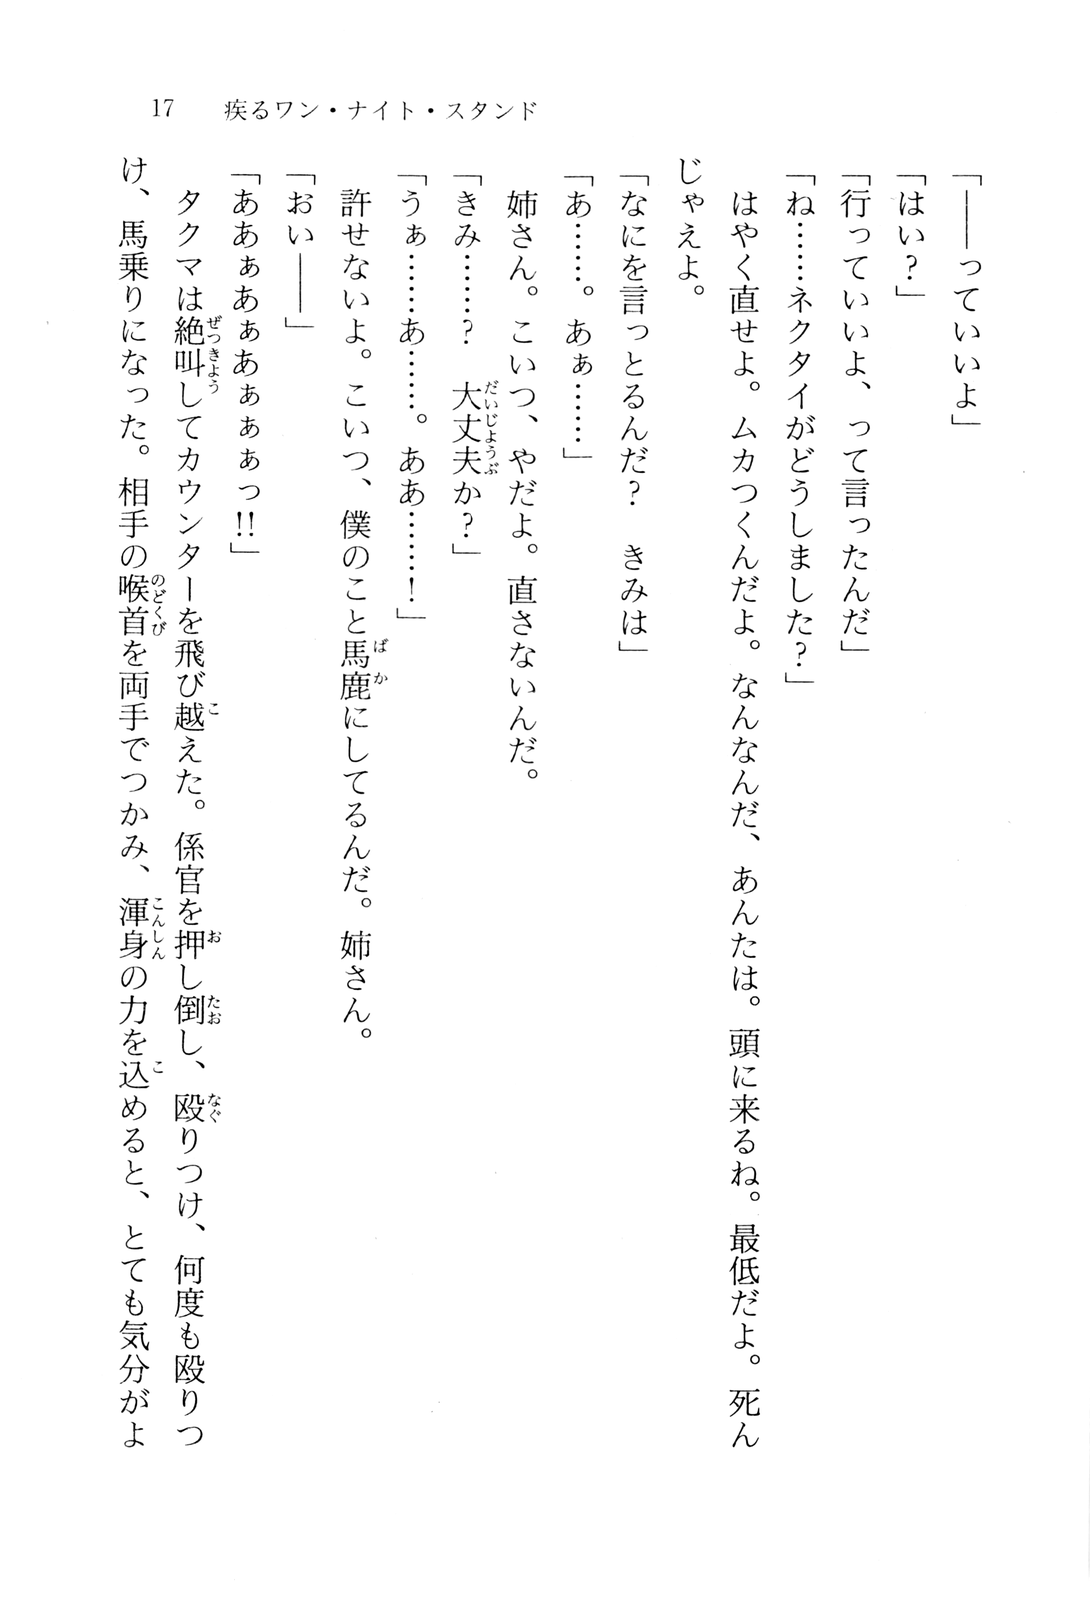 17　疾るワン・ナイト・スタンド
「――っていいよ」
「はい？」
「行っていいよ、って言ったんだ」
「ね……ネクタイがどうしました？」
　はやく直せよ。ムカつくんだよ。なんなんだ、あんたは。頭に来るね。最低だよ。死ん
じゃえよ。
「なにを言っとるんだ？　きみは」
「あ……。あぁ……」
　姉さん。こいつ、やだよ。直さないんだ。
「きみ……？　大丈夫か？」
「うぁ……あ……。ああ……！」
　許せないよ。こいつ、僕のこと馬鹿にしてるんだ。姉さん。
「おい――」
「ああぁあぁあぁぁぁっ!!」
　タクマは絶叫してカウンターを飛び越えた。係官を押し倒し、殴りつけ、何度も殴りつ
け、馬乗りになった。相手の喉首を両手でつかみ、渾身の力を込めると、とても気分がよ